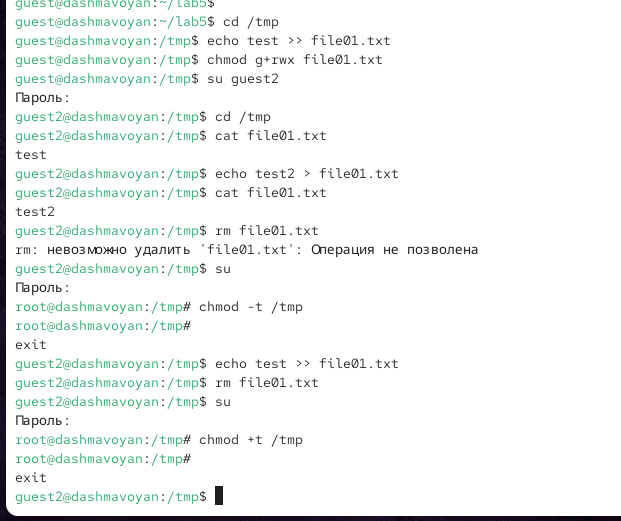 guest@dashmavoyan:~/lab5$
guest@dashmavoyan:~/lab5$ cd /tmp
guest@dashmavoyan:/tmp$ echo test >> file01.txt
guest@dashmavoyan:/tmp$ chmod g+rwx file01.txt
guest@dashmavoyan:/tmp$ su guest2
Пароль:
guest2@dashmavoyan:/tmp$ cd /tmp
guest2@dashmavoyan:/tmp$ cat file01.txt
test
guest2@dashmavoyan:/tmp$ echo test2 > file01.txt
guest2@dashmavoyan:/tmp$ cat file01.txt
test2
guest2@dashmavoyan:/tmp$ rm file01.txt
rm: невозможно удалить 'file01.txt': Операция не позволена
guest2@dashmavoyan:/tmp$ su
Пароль:
root@dashmavoyan:/tmp# chmod -t /tmp
root@dashmavoyan:/tmp#
exit
guest2@dashmavoyan:/tmp$ echo test >> file01.txt
guest2@dashmavoyan:/tmp$ rm file01.txt
guest2@dashmavoyan:/tmp$ su
Пароль:
root@dashmavoyan:/tmp# chmod +t /tmp
root@dashmavoyan:/tmp#
exit
guest2@dashmavoyan:/tmp$